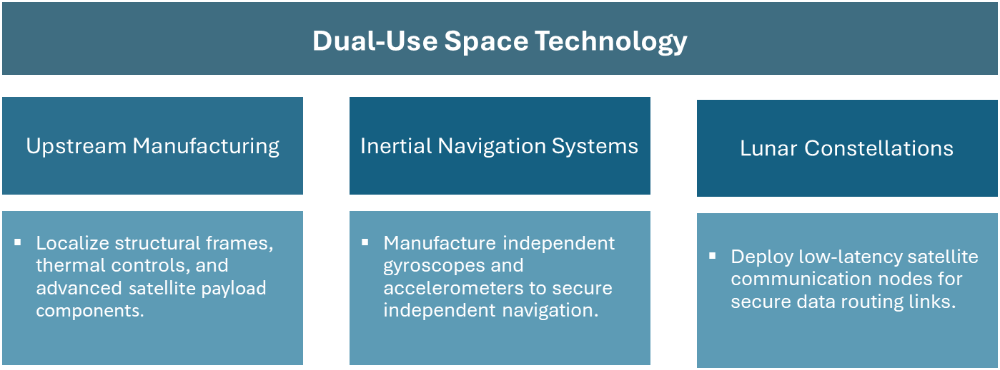 Dual-Use Space Technology
Upstream Manufacturing
Inertial Navigation Systems
Lunar Constellations
▪ Localize structural frames,
thermal controls, and
advanced satellite payload
components.
▪ Manufacture independent
gyroscopes and
accelerometers to secure
independent navigation.
▪ Deploy low-latency satellite
communication nodes for
secure data routing links.